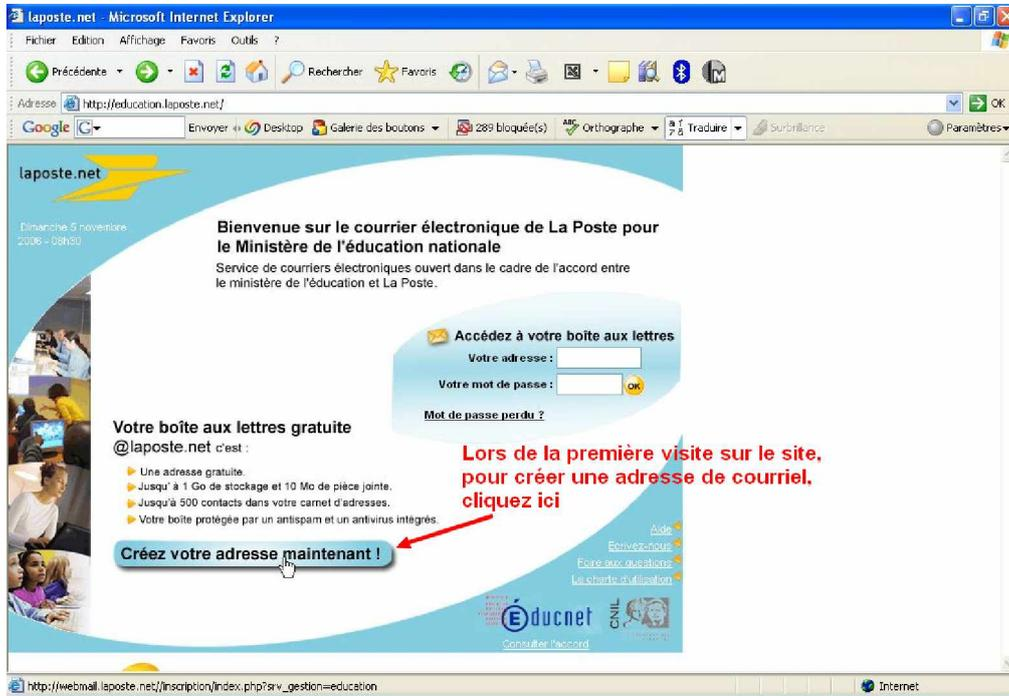 laposte.net - Microsoft Internet Explorer
Fichier Edition Affichage Favoris Outils ?
Précédente Rechercher Favoris
Adresse http://education.laposte.net/ OK
Google G Envoyer Desktop Galerie des boutons 289 bloquée(s) ABC Orthographe Traduire Surbrillance Paramètres
laposte.net
Dimanche 5 novembre
2006 - 08h30
Bienvenue sur le courrier électronique de La Poste pour
le Ministère de l'éducation nationale
Service de courriers électroniques ouvert dans le cadre de l'accord entre
le ministère de l'éducation et La Poste.
Accédez à votre boîte aux lettres
Votre adresse :
Votre mot de passe : OK
Mot de passe perdu ?
Votre boîte aux lettres gratuite
@laposte.net c'est :
Une adresse gratuite.
Jusqu' à 1 Go de stockage et 10 Mo de pièce jointe.
Jusqu'à 500 contacts dans votre carnet d'adresses.
Votre boîte protégée par un antispam et un antivirus intégrés.
Lors de la première visite sur le site,
pour créer une adresse de courriel,
cliquez ici
Créez votre adresse maintenant !
Aide
Ecrivez-nous
Foire aux questions
La charte d'utilisation
Éducnet CNIL
Consulter l'accord
http://webmail.laposte.net//inscription/index.php?srv_gestion=education Internet